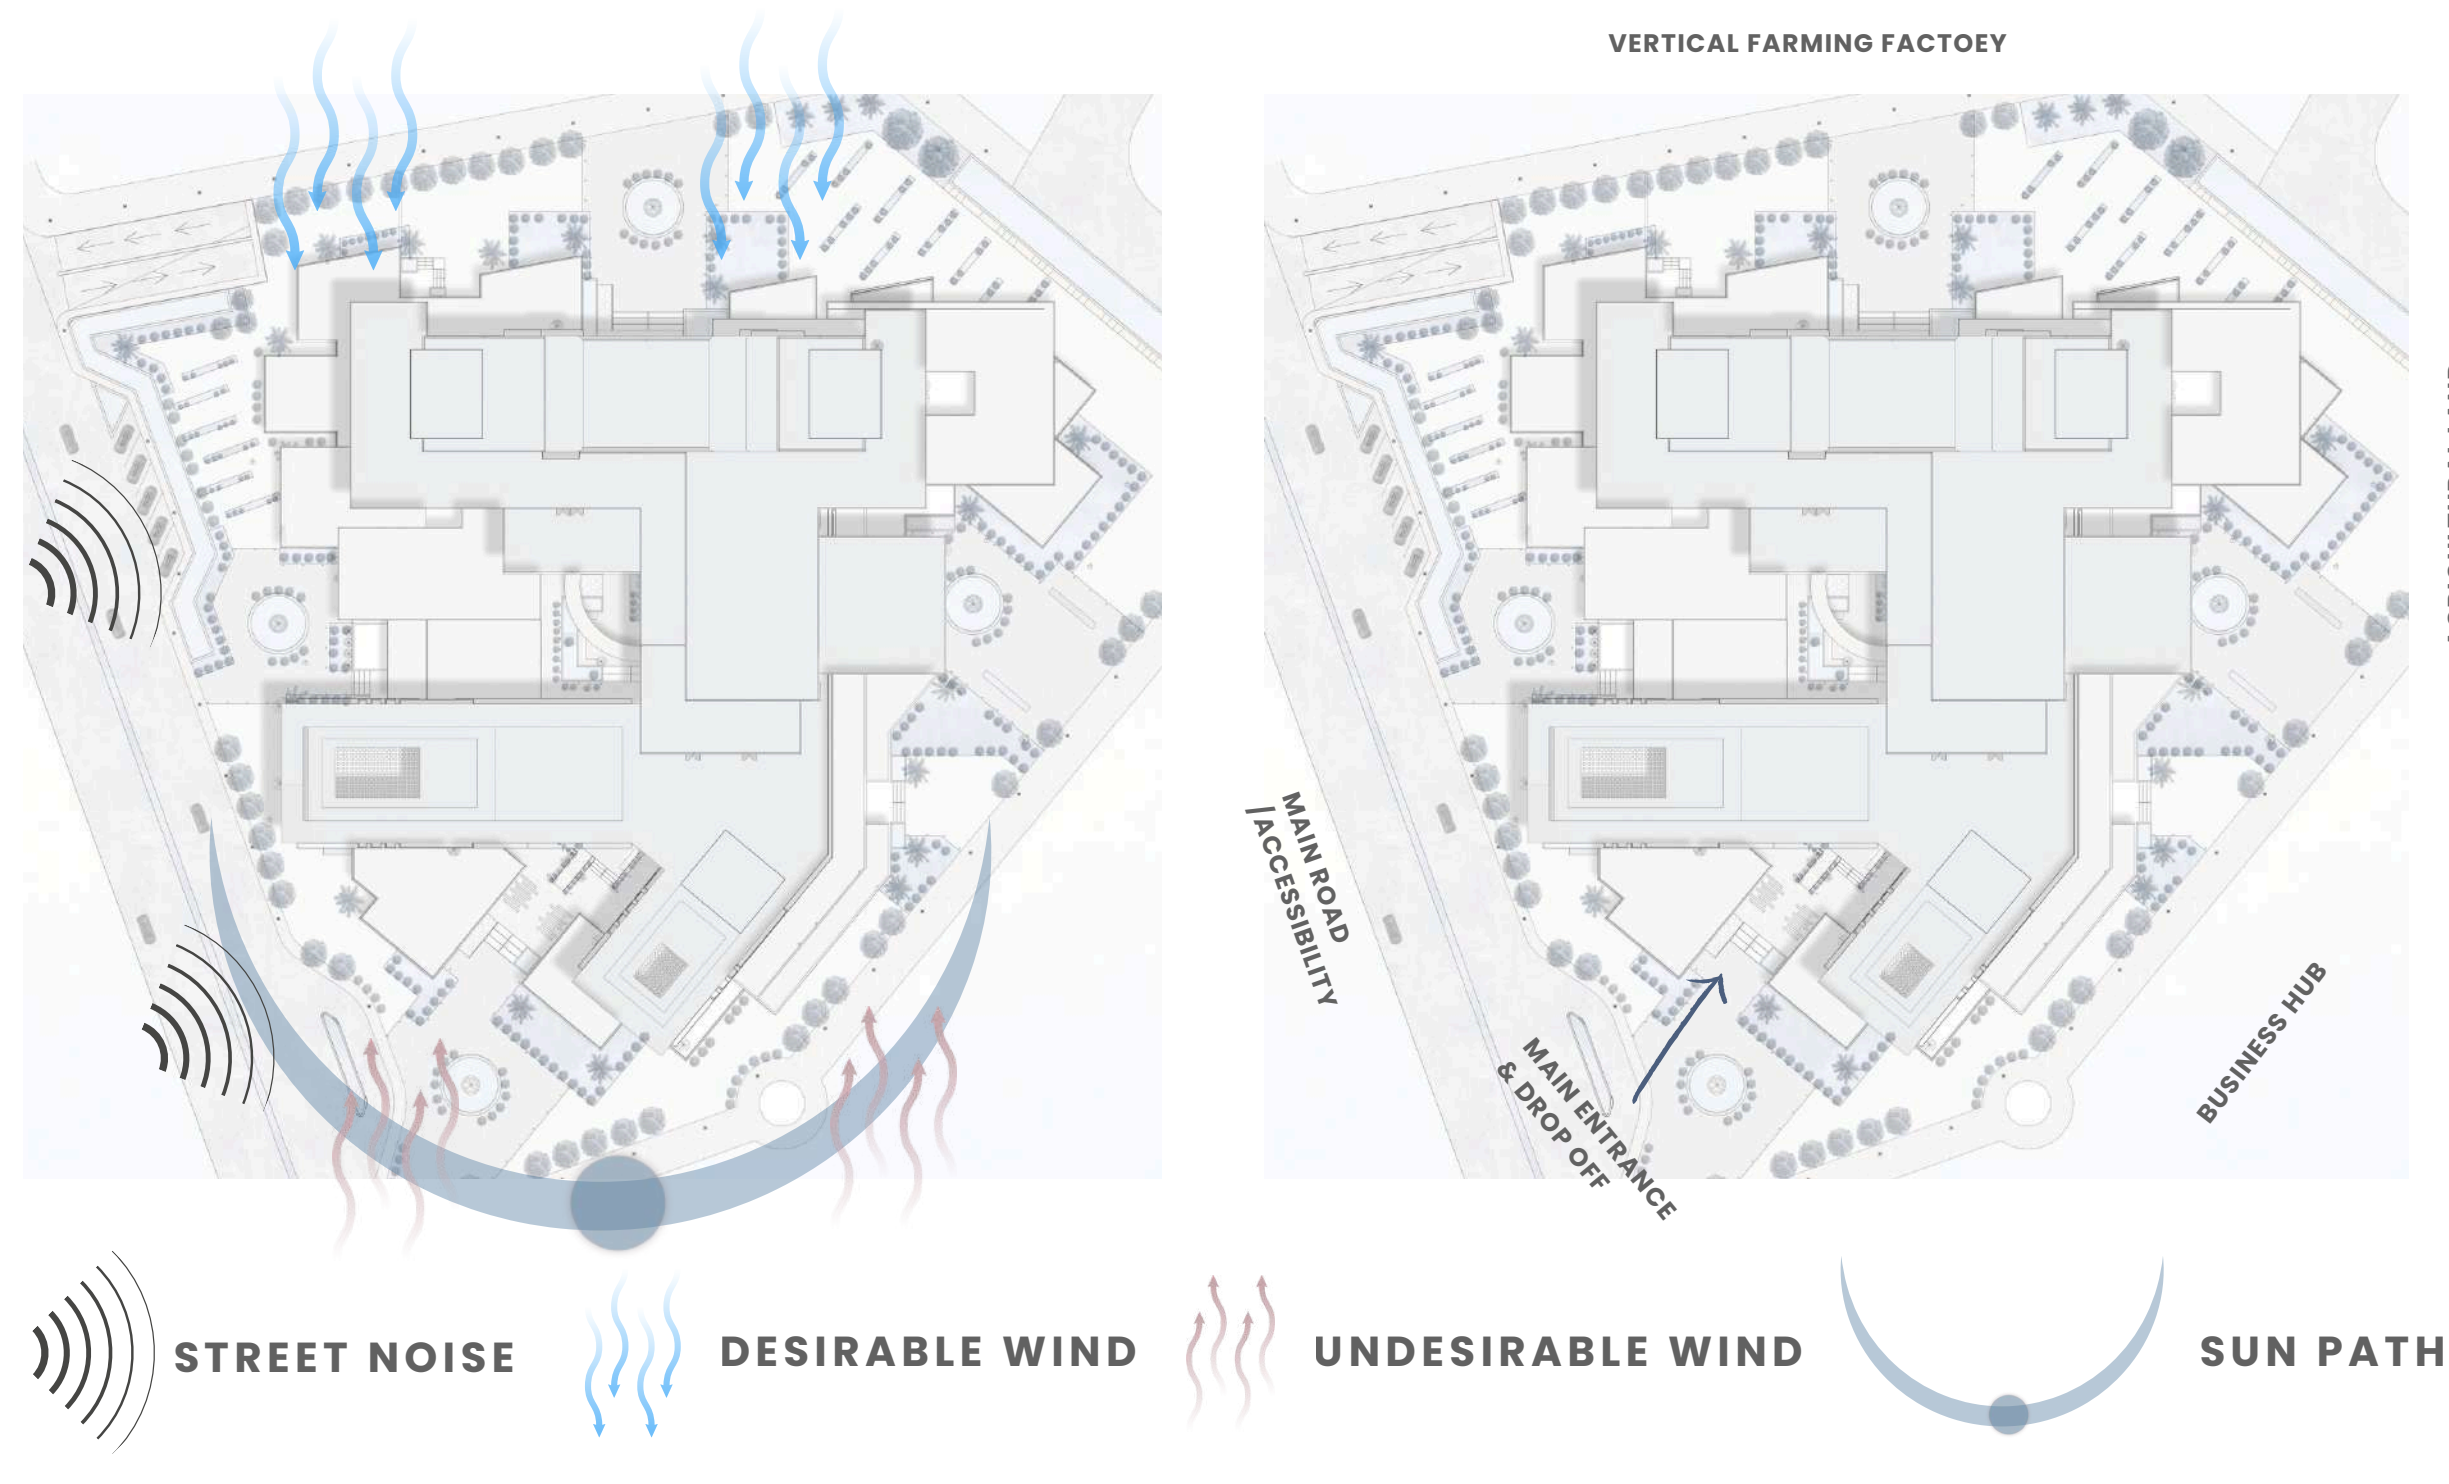 VERTICAL FARMING FACTOEY
MAIN ROAD
/ACCESSIBILITY
MAIN ENTRANCE
& DROP OFF
BUSINESS HUB
STREET NOISE
DESIRABLE WIND
UNDESIRABLE WIND
SUN PATH